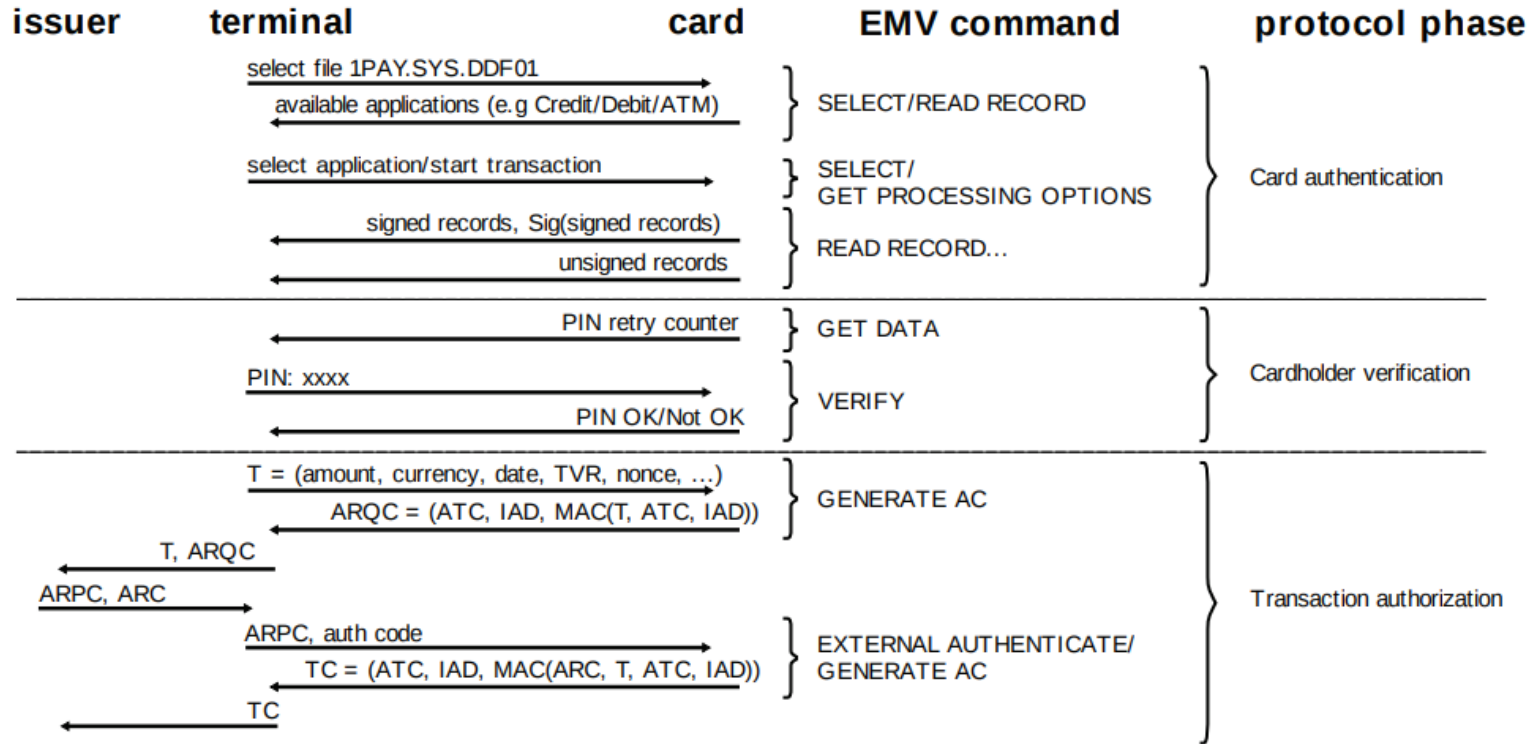 issuer terminal card EMV command protocol phase
select file 1PAY.SYS.DDF01
available applications (e.g Credit/Debit/ATM)
SELECT/READ RECORD
select application/start transaction
SELECT/
GET PROCESSING OPTIONS
Card authentication
signed records, Sig(signed records)
unsigned records
READ RECORD...
PIN retry counter
GET DATA
PIN: xxxx
PIN OK/Not OK
VERIFY
Cardholder verification
T = (amount, currency, date, TVR, nonce, ...)
ARQC = (ATC, IAD, MAC(T, ATC, IAD))
GENERATE AC
T, ARQC
ARPC, ARC
Transaction authorization
ARPC, auth code
TC = (ATC, IAD, MAC(ARC, T, ATC, IAD))
EXTERNAL AUTHENTICATE/
GENERATE AC
TC